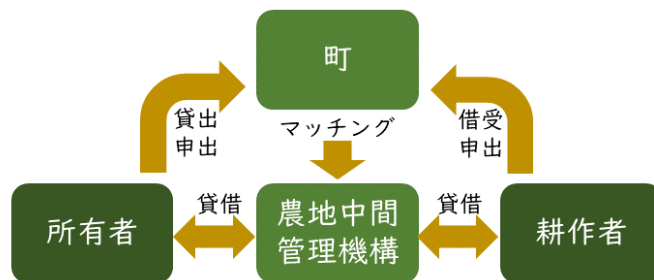 町
貸出
申出
マッチング
借受
申出
所有者
貸借
農地中間
管理機構
貸借
耕作者